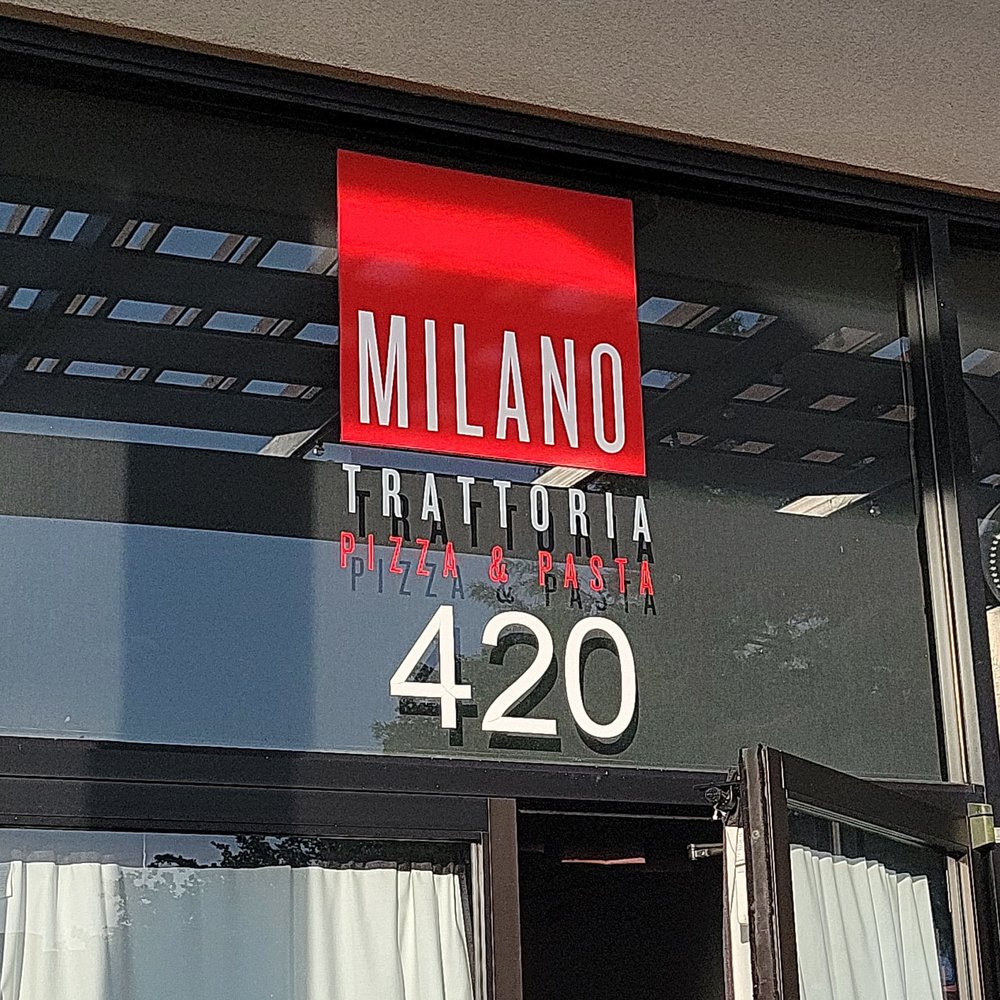 MILANO
TRATTORIA
PIZZA & PASTA
420